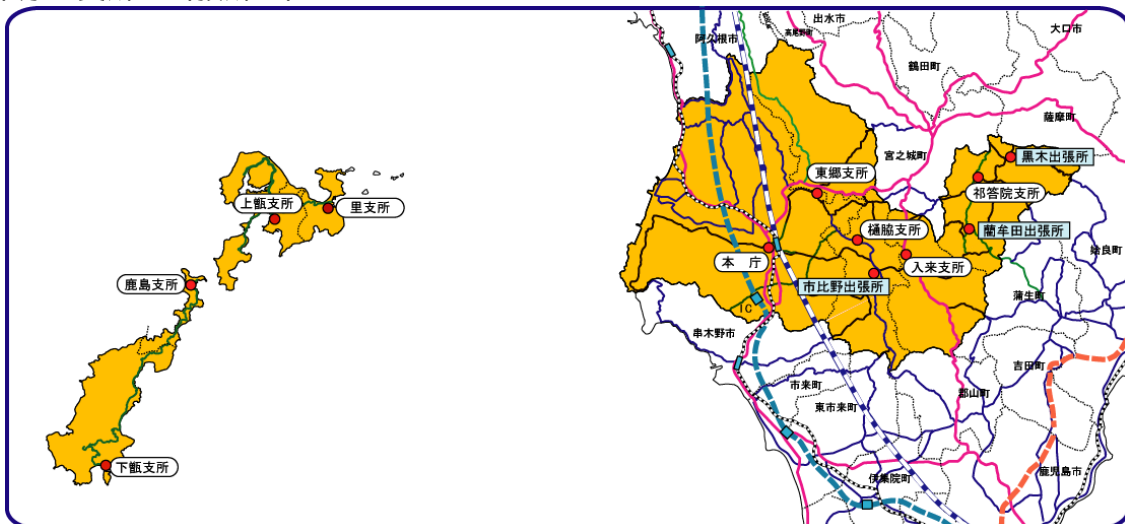 出水市
大口市
高尾野町
阿久根市
鶴田町
薩摩町
宮之城町
黒木出張所
東郷支所
祁答院支所
上甑支所
里支所
樋脇支所
藺牟田出張所
本 庁
入来支所
姶良町
鹿島支所
市比野出張所
蒲生町
IC
串木野市
吉田町
市来町
郡山町
東市来町
下甑支所
伊集院町
鹿児島市